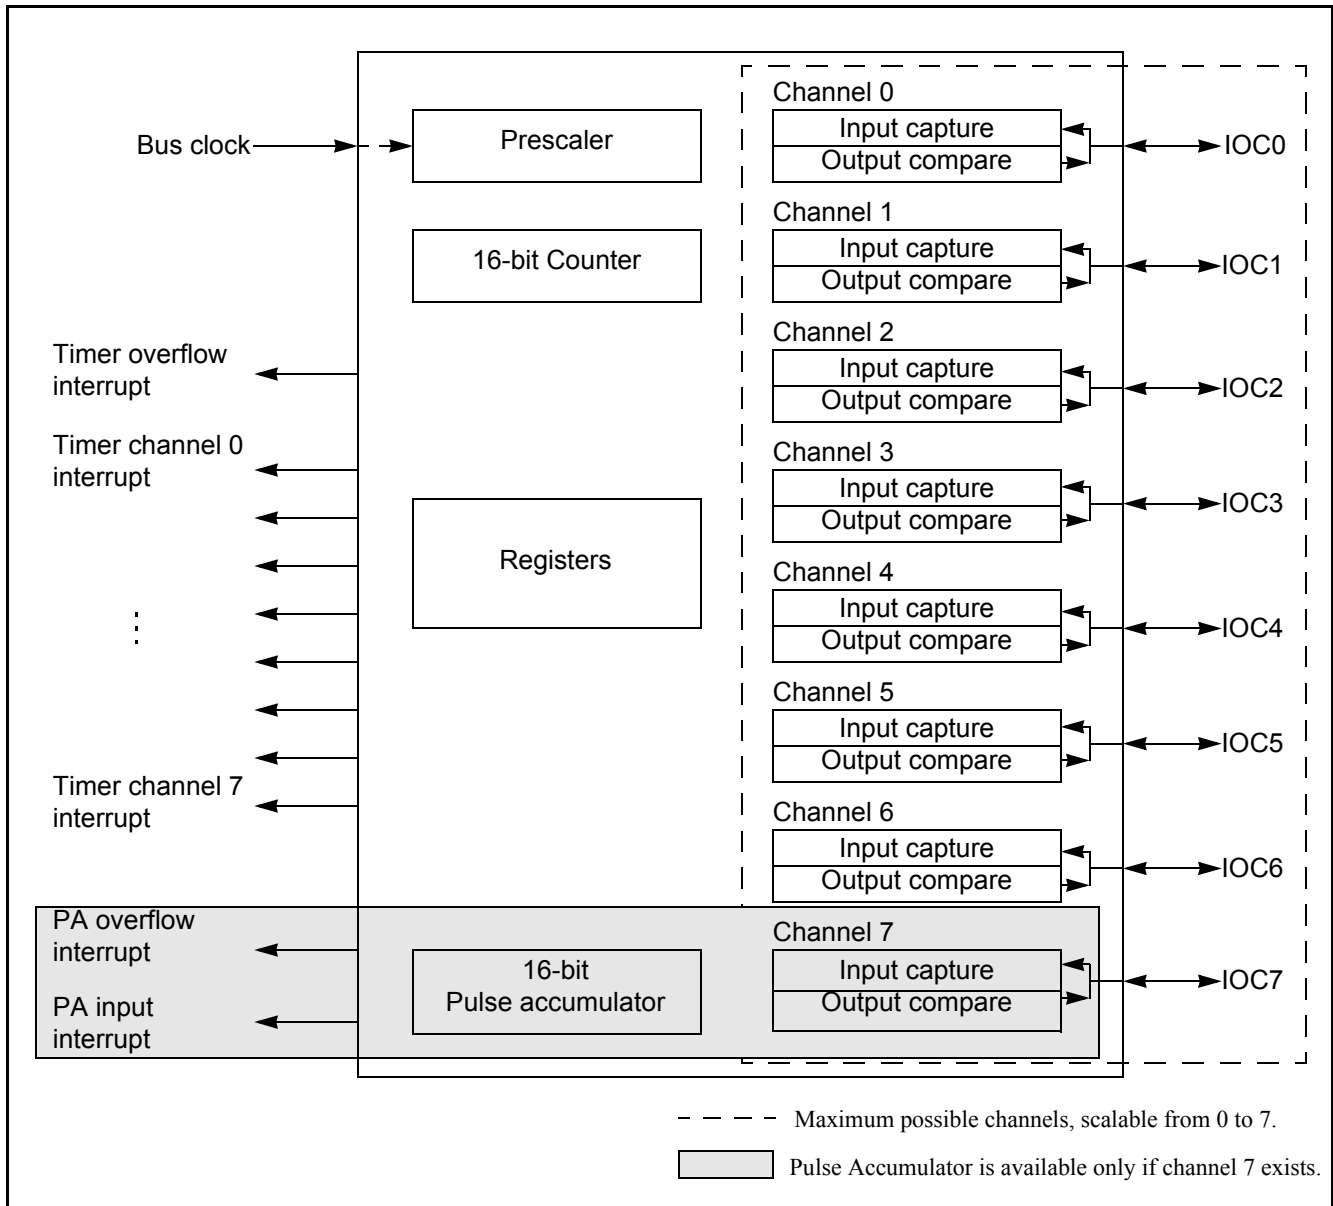 Bus clock
Prescaler
16-bit Counter
Timer overflow
interrupt
Timer channel 0
interrupt
Registers
Timer channel 7
interrupt
PA overflow
interrupt
PA input
interrupt
16-bit
Pulse accumulator
Channel 0
Input capture
Output compare
IOC0
Channel 1
Input capture
Output compare
IOC1
Channel 2
Input capture
Output compare
IOC2
Channel 3
Input capture
Output compare
IOC3
Channel 4
Input capture
Output compare
IOC4
Channel 5
Input capture
Output compare
IOC5
Channel 6
Input capture
Output compare
IOC6
Channel 7
Input capture
Output compare
IOC7
Maximum possible channels, scalable from 0 to 7.
Pulse Accumulator is available only if channel 7 exists.